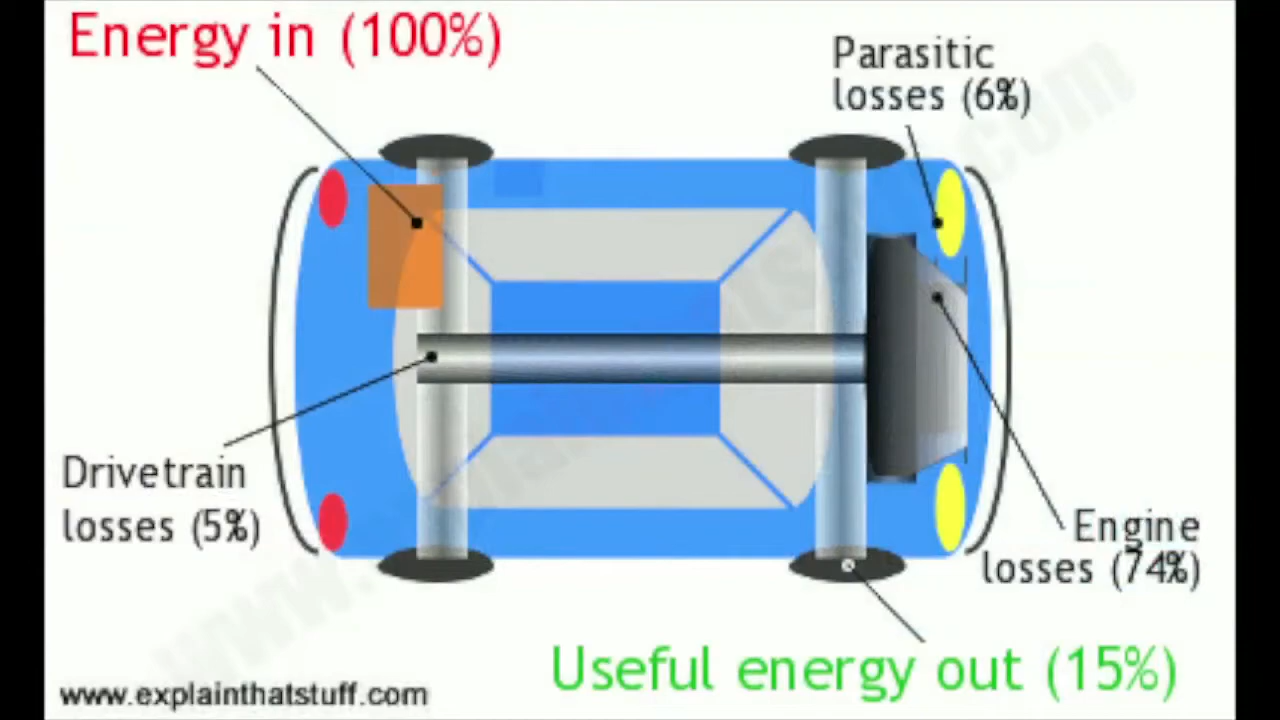 Energy in (100%)
Parasitic
losses (6%)
Drivetrain
losses (5%)
Engine
losses (74%)
Useful energy out (15%)
www.explainthatstuff.com